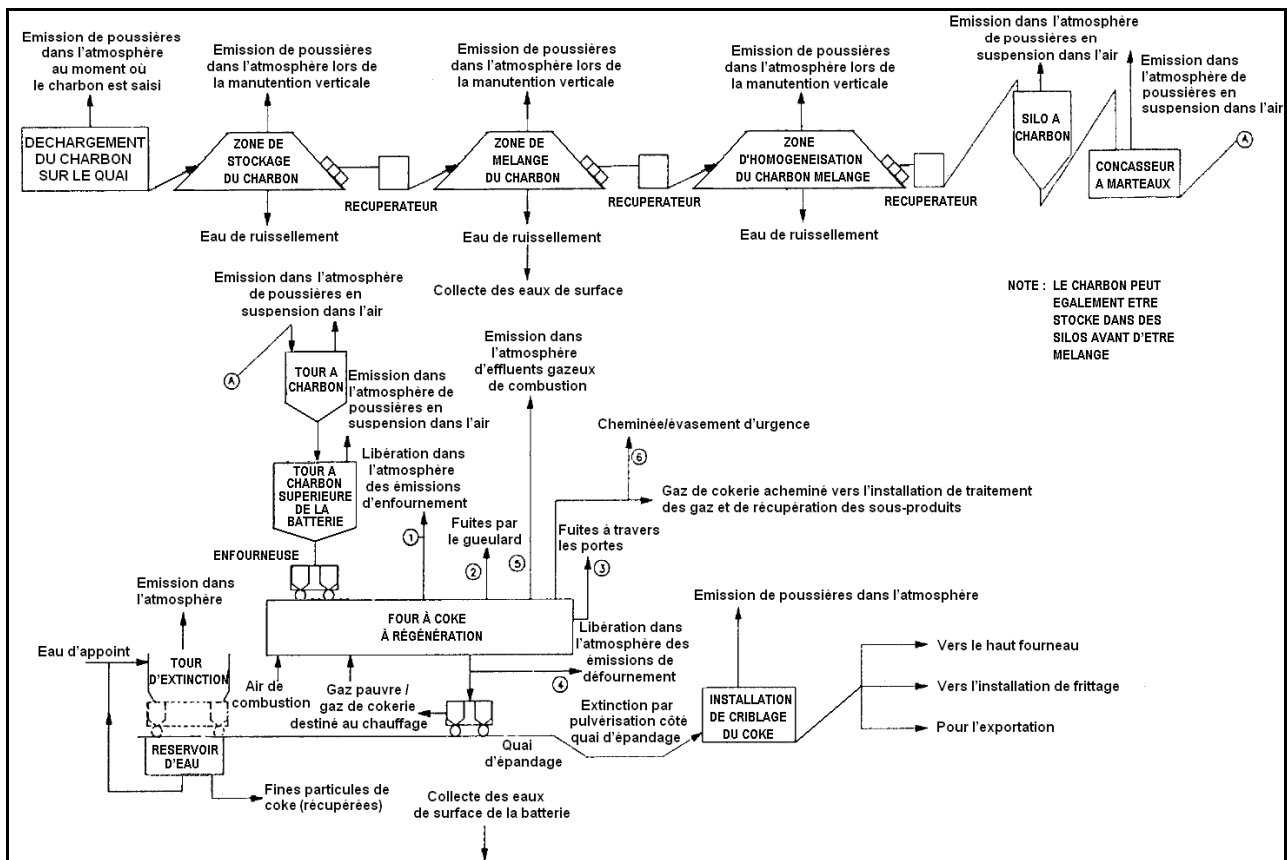 Emission de poussières
dans l'atmosphère
au moment où
le charbon est saisi
Emission de poussières
dans l'atmosphère lors de
la manutention verticale
Emission de poussières
dans l'atmosphère lors de
la manutention verticale
Emission de poussières
dans l'atmosphère lors de
la manutention verticale
Emission dans l'atmosphère
de poussières en
suspension dans l'air
Emission dans
l'atmosphère de
poussières en
suspension dans l'air
DECHARGEMENT
DU CHARBON
SUR LE QUAI
ZONE DE
STOCKAGE
DU CHARBON
RECUPERATEUR
ZONE DE
MELANGE
DU CHARBON
RECUPERATEUR
ZONE
D'HOMOGENEISATION
DU CHARBON MELANGE
RECUPERATEUR
SILO A
CHARBON
CONCASSEUR
A MARTEAUX
A
Eau de ruissellement
Eau de ruissellement
Eau de ruissellement
Collecte des eaux de surface
NOTE : LE CHARBON PEUT
EGALEMENT ETRE
STOCKE DANS DES
SILOS AVANT D'ETRE
MELANGE
Emission dans l'atmosphère
de poussières en
suspension dans l'air
A
TOUR A
CHARBON
Emission dans
l'atmosphère de
poussières en
suspension dans l'air
TOUR A
CHARBON
SUPERIEURE
DE LA
BATTERIE
ENFOURNEUSE
Libération dans
l'atmosphère
des émissions
d'enfournement
1
Fuites par
le gueulard
2
Emission dans
l'atmosphère
d'effluents gazeux
de combustion
5
Cheminée/évasement d'urgence
6
Gaz de cokerie acheminé vers l'installation de traitement
des gaz et de récupération des sous-produits
Fuites à travers
les portes
3
FOUR À COKE
À RÉGÉNÉRATION
Libération dans
l'atmosphère des
émissions de
défournement
4
Emission dans
l'atmosphère
Eau d'appoint
TOUR
D'EXTINCTION
RESERVOIR
D'EAU
Fines particules de
coke (récupérées)
Air de
combustion
Gaz pauvre /
gaz de cokerie
destiné au chauffage
Quai
d'épandage
Extinction par
pulvérisation côté
quai d'épandage
Emission de poussières dans l'atmosphère
INSTALLATION
DE CRIBLAGE
DU COKE
Vers le haut fourneau
Vers l'installation de frittage
Pour l'exportation
Collecte des eaux
de surface de la batterie